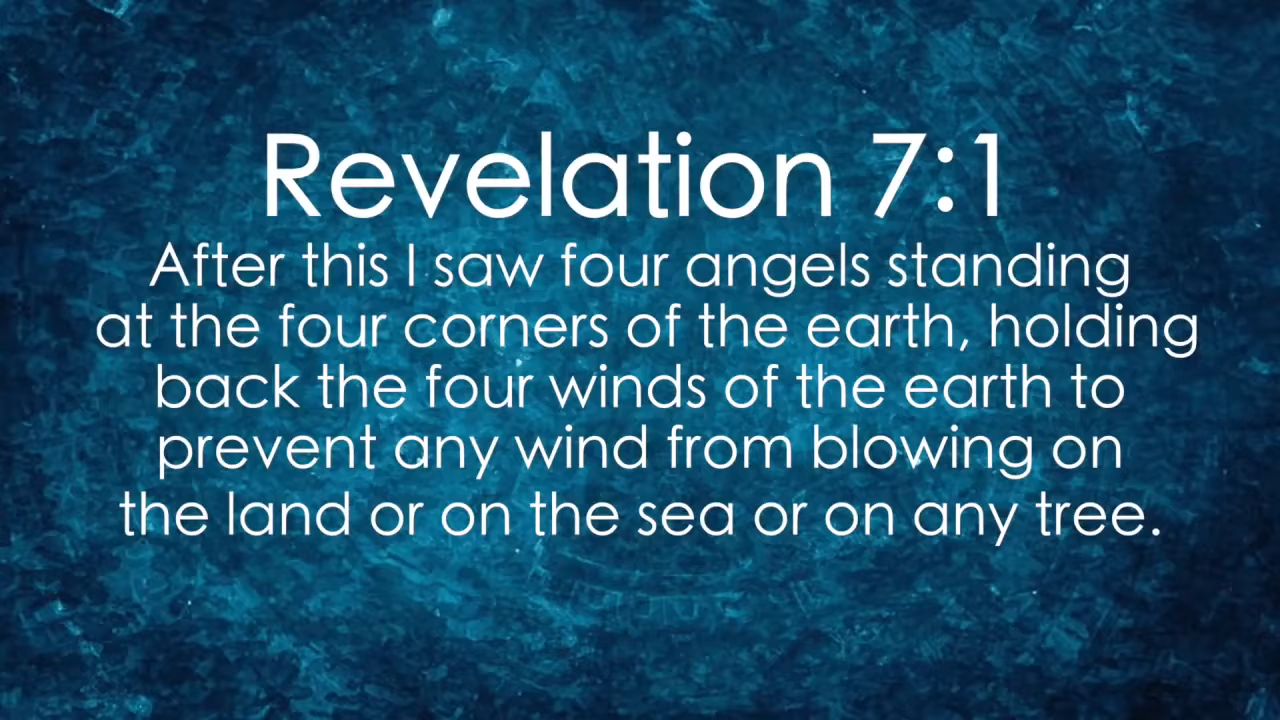 Revelation 7:1
After this I saw four angels standing
at the four corners of the earth, holding
back the four winds of the earth to
prevent any wind from blowing on
the land or on the sea or on any tree.